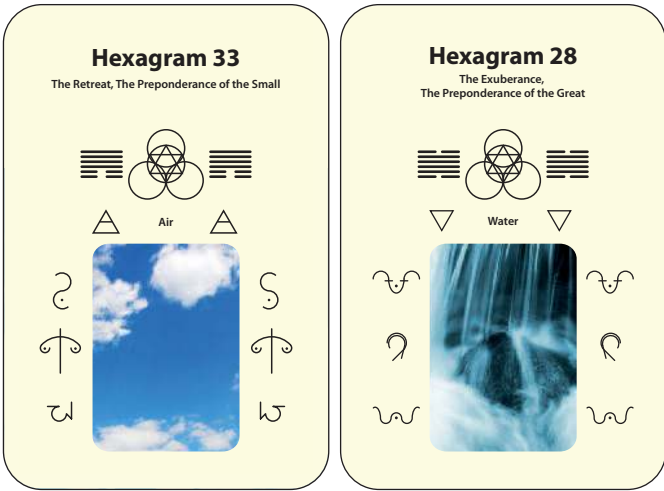 Hexagram 33
The Retreat, The Preponderance of the Small
Air
Hexagram 28
The Exuberance,
The Preponderance of the Great
Water